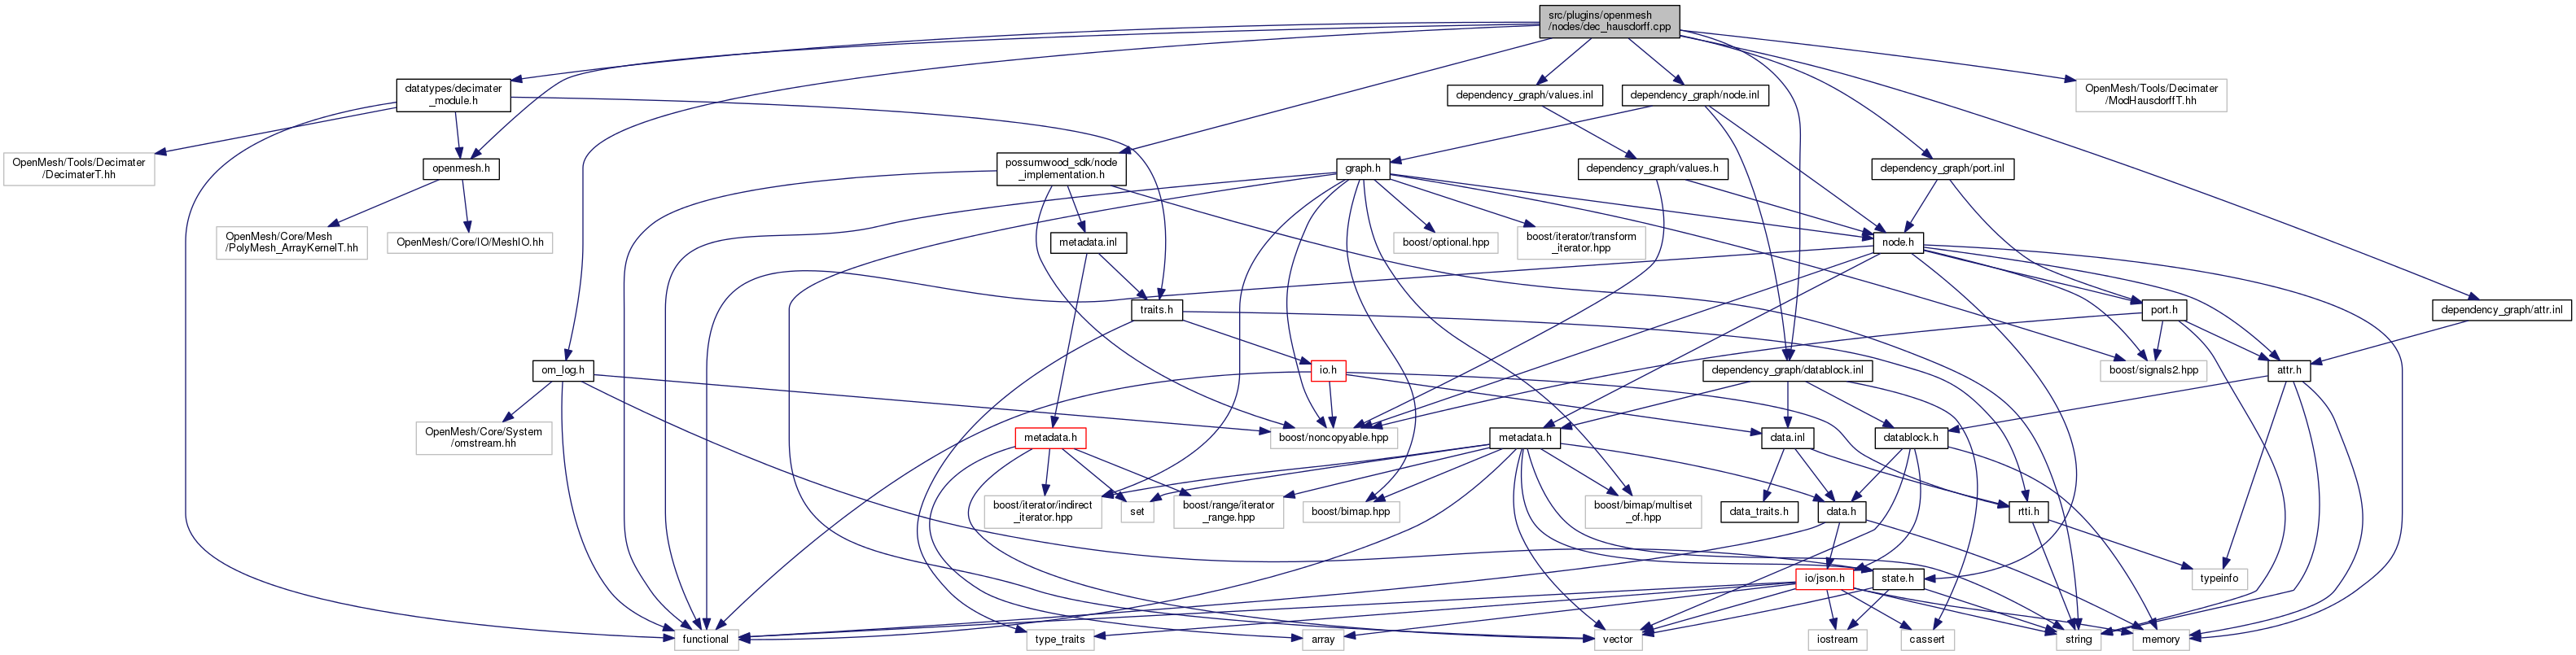 src/plugins/openmesh
/nodes/dec_hausdorff.cpp
datatypes/decimater
_module.h
dependency_graph/values.inl
dependency_graph/node.inl
OpenMesh/Tools/Decimater
/ModHausdorffT.hh
OpenMesh/Tools/Decimater
/DecimaterT.hh
openmesh.h
possumwood_sdk/node
_implementation.h
graph.h
dependency_graph/values.h
dependency_graph/port.inl
OpenMesh/Core/Mesh
/PolyMesh_ArrayKernelT.hh
OpenMesh/Core/IO/MeshIO.hh
metadata.inl
boost/optional.hpp
boost/iterator/transform
_iterator.hpp
node.h
traits.h
port.h
dependency_graph/attr.inl
om_log.h
io.h
dependency_graph/datablock.inl
boost/signals2.hpp
attr.h
OpenMesh/Core/System
/omstream.hh
metadata.h
boost/noncopyable.hpp
metadata.h
data.inl
datablock.h
boost/iterator/indirect
_iterator.hpp
set
boost/range/iterator
_range.hpp
boost/bimap.hpp
boost/bimap/multiset
_of.hpp
data_traits.h
data.h
rtti.h
io/json.h
state.h
typeinfo
functional
type_traits
array
vector
iostream
cassert
string
memory